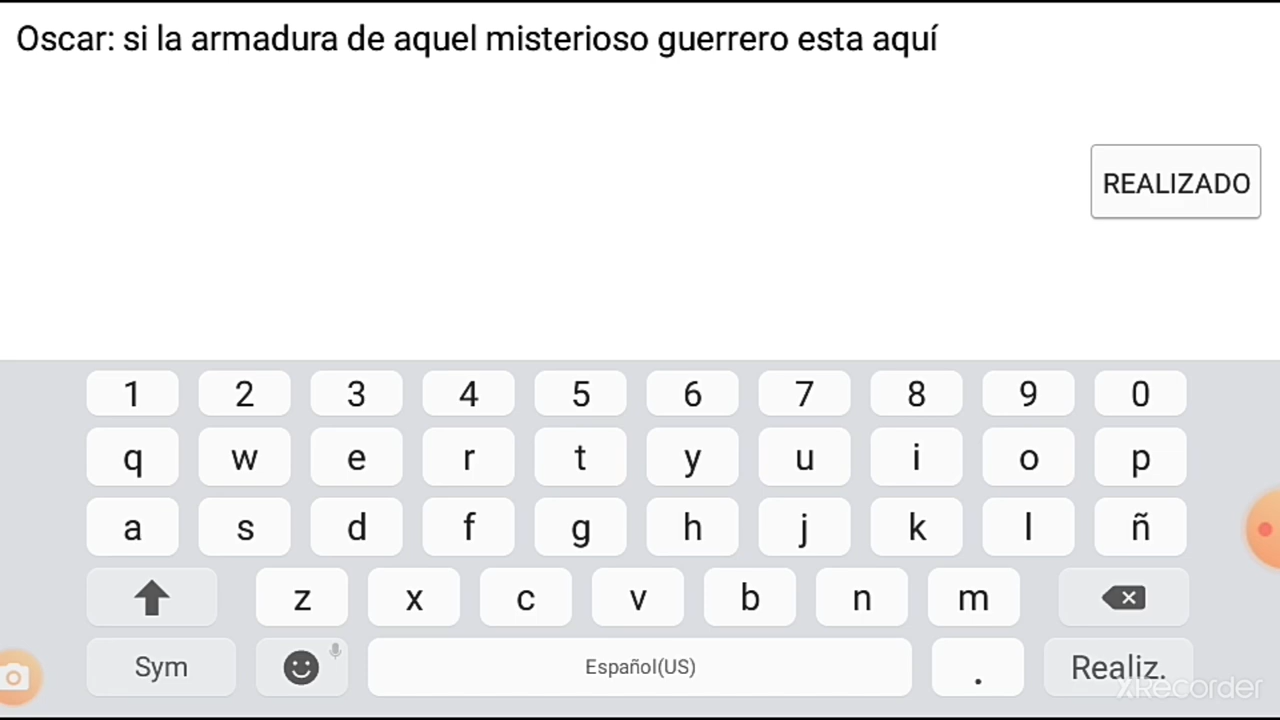 Oscar: si la armadura de aquel misterioso guerrero esta aquí
REALIZADO
1 2 3 4 5 6 7 8 9 0
q w e r t y u i o p
a s d f g h j k l ñ
z x c v b n m
Sym Español(US) . Realiz.
XRecorder